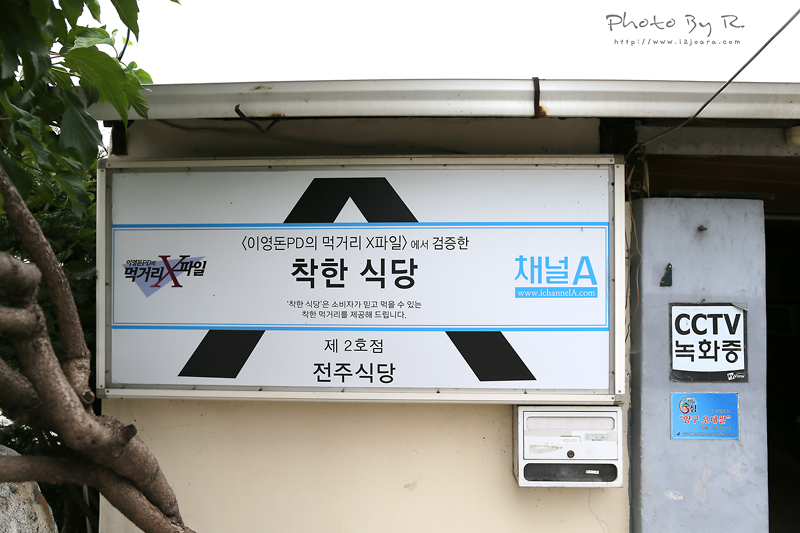 Photo By R.
http://www.i2joara.com
<이영돈PD의 먹거리 X파일> 에서 검증한
착한 식당
'착한 식당'은 소비자가 믿고 먹을 수 있는
착한 먹거리를 제공해 드립니다.
이영돈PD의
먹거리X파일
채널A
www.ichannelA.com
제 2호점
전주식당
CCTV
녹화중